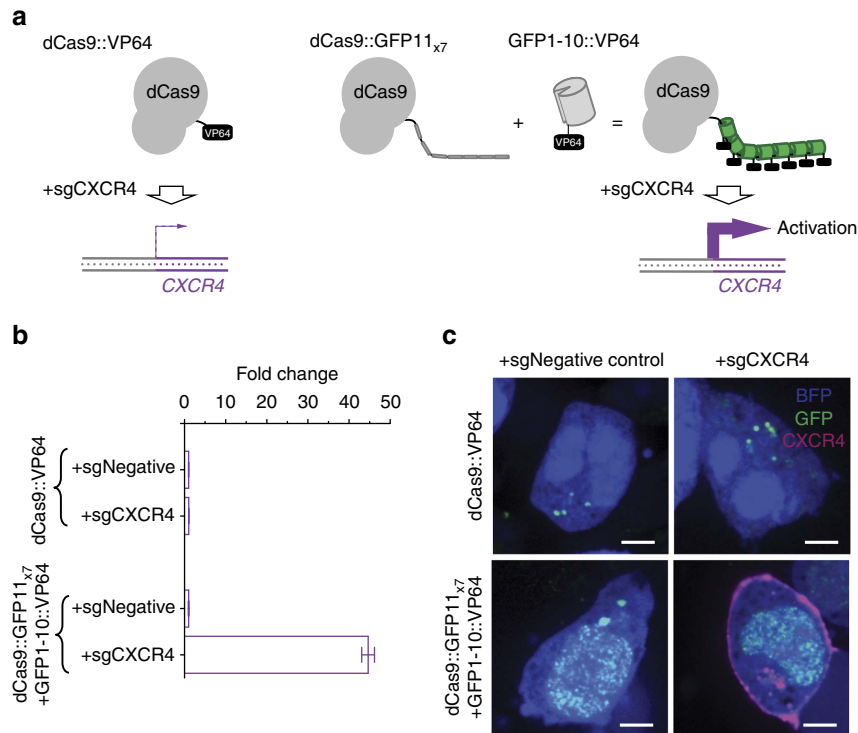 a
dCas9::VP64
dCas9::GFP11x7
GFP1-10::VP64
dCas9
VP64
dCas9
+
VP64
=
dCas9
+sgCXCR4
CXCR4
+sgCXCR4
Activation
CXCR4
b
Fold change
0 10 20 30 40 50
dCas9::VP64
+sgNegative
+sgCXCR4
dCas9::GFP11x7
+GFP1-10::VP64
+sgNegative
+sgCXCR4
c
+sgNegative control
+sgCXCR4
dCas9::VP64
BFP
GFP
CXCR4
dCas9::GFP11x7
+GFP1-10::VP64